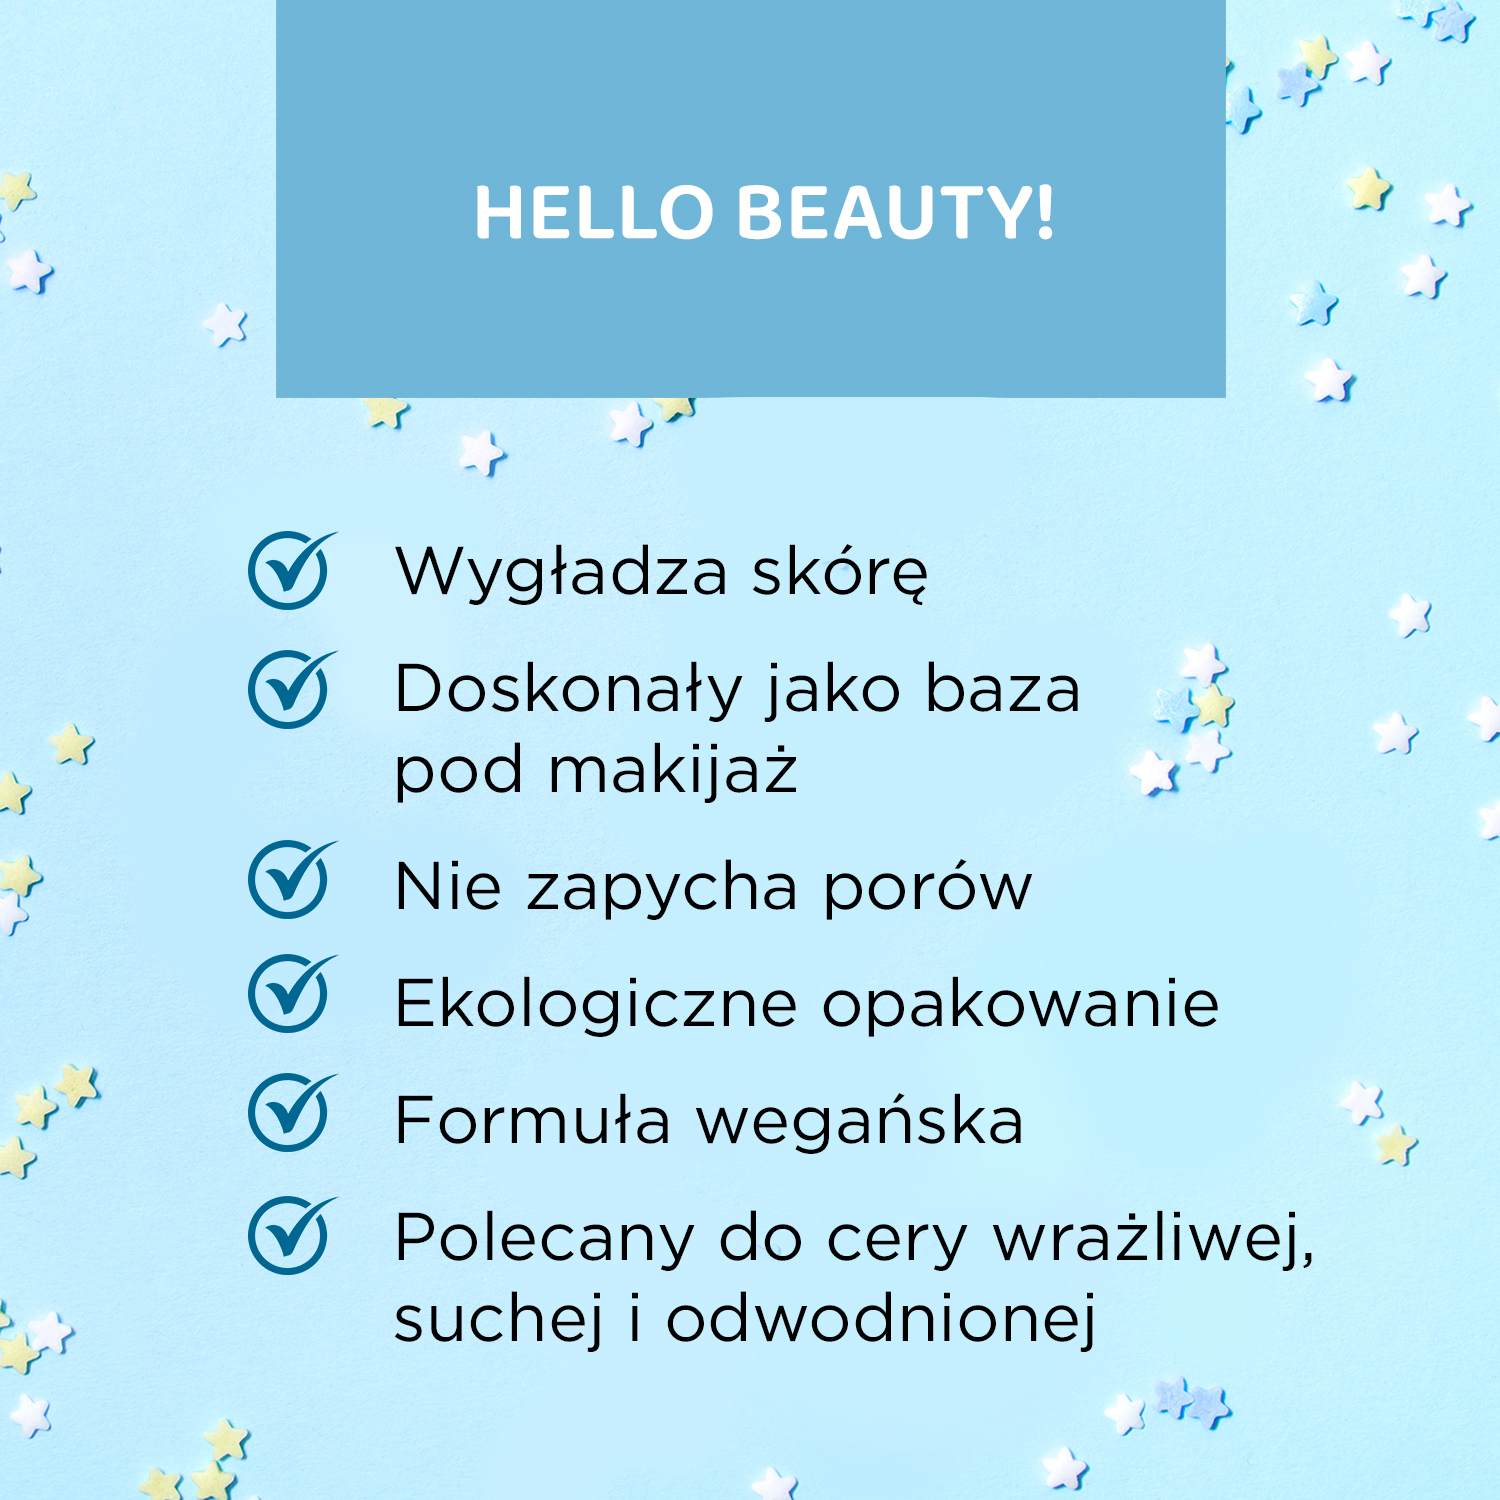 HELLO BEAUTY!
Wygładza skórę
Doskonały jako baza
pod makijaż
Nie zapycha porów
Ekologiczne opakowanie
Formuła wegańska
Polecany do cery wrażliwej,
suchej i odwodnionej